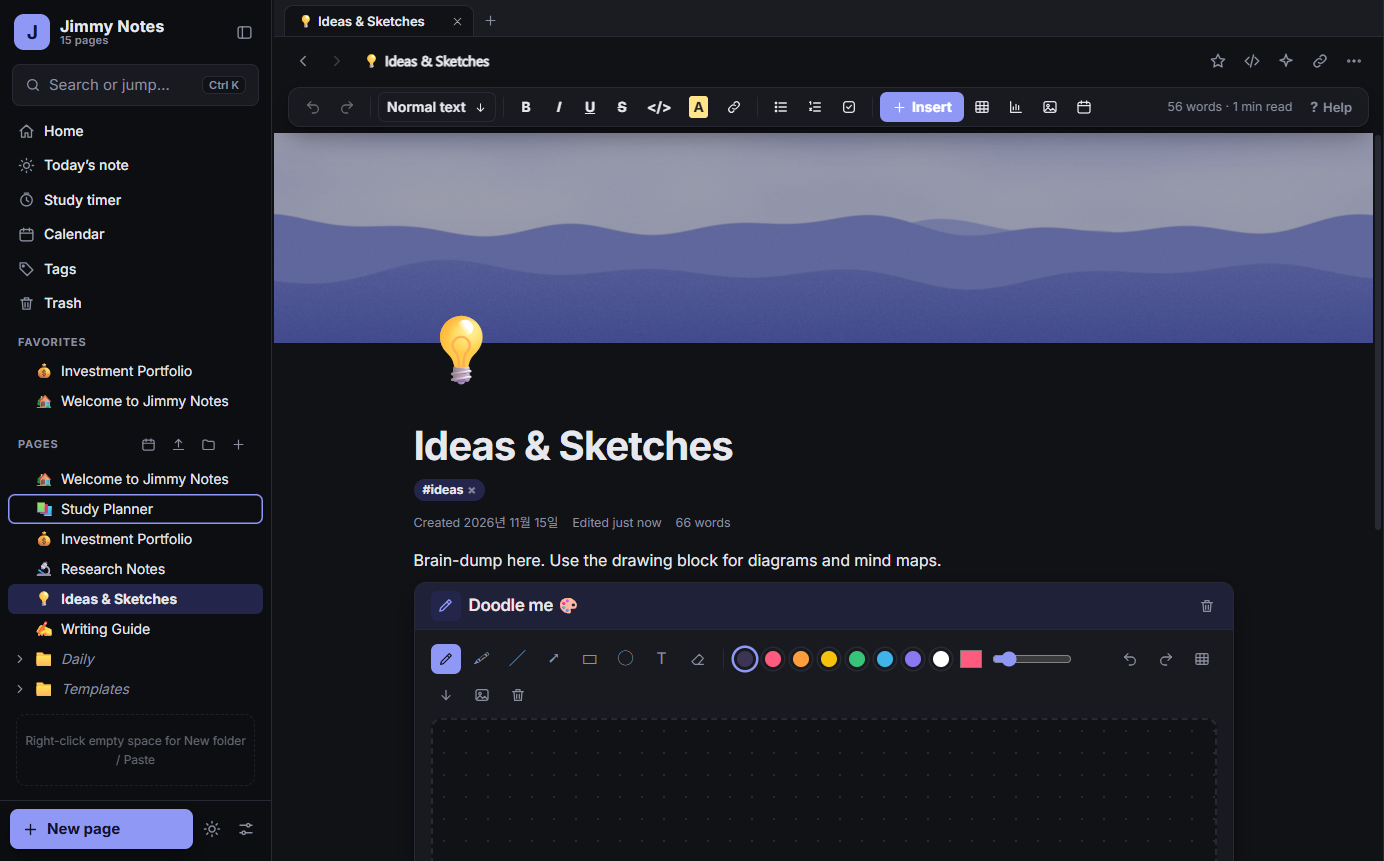 J
Jimmy Notes
15 pages
Search or jump...
Ctrl K
Home
Today's note
Study timer
Calendar
Tags
Trash
FAVORITES
Investment Portfolio
Welcome to Jimmy Notes
PAGES
Welcome to Jimmy Notes
Study Planner
Investment Portfolio
Research Notes
Ideas & Sketches
Writing Guide
Daily
Templates
Right-click empty space for New folder
/ Paste
New page
Ideas & Sketches
Ideas & Sketches
Normal text
B I U S </> A
Insert
56 words · 1 min read
? Help
Ideas & Sketches
#ideas ×
Created 2026년 11월 15일 Edited just now 66 words
Brain-dump here. Use the drawing block for diagrams and mind maps.
Doodle me 🎨
T